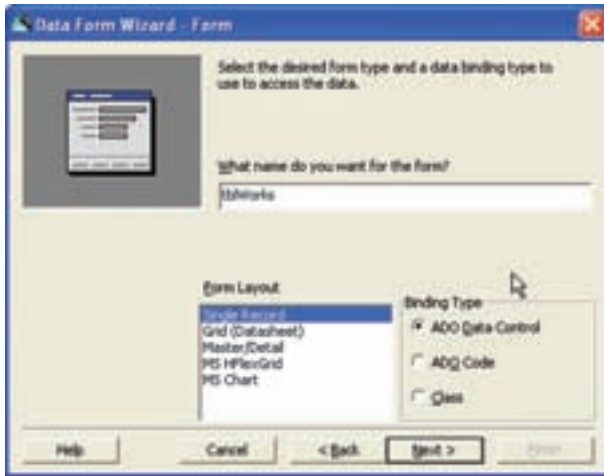 Data Form Wizard - Form
Select the desired form type and a data binding type to
use to access the data.
What name do you want for the form?
tblWorks
Form Layout
Single Record
Grid (Datasheet)
Master/Detail
MS HFlexGrid
MS Chart
Binding Type
ADO Data Control
ADO Code
Class
Help
Cancel
< Back
Next >
Finish